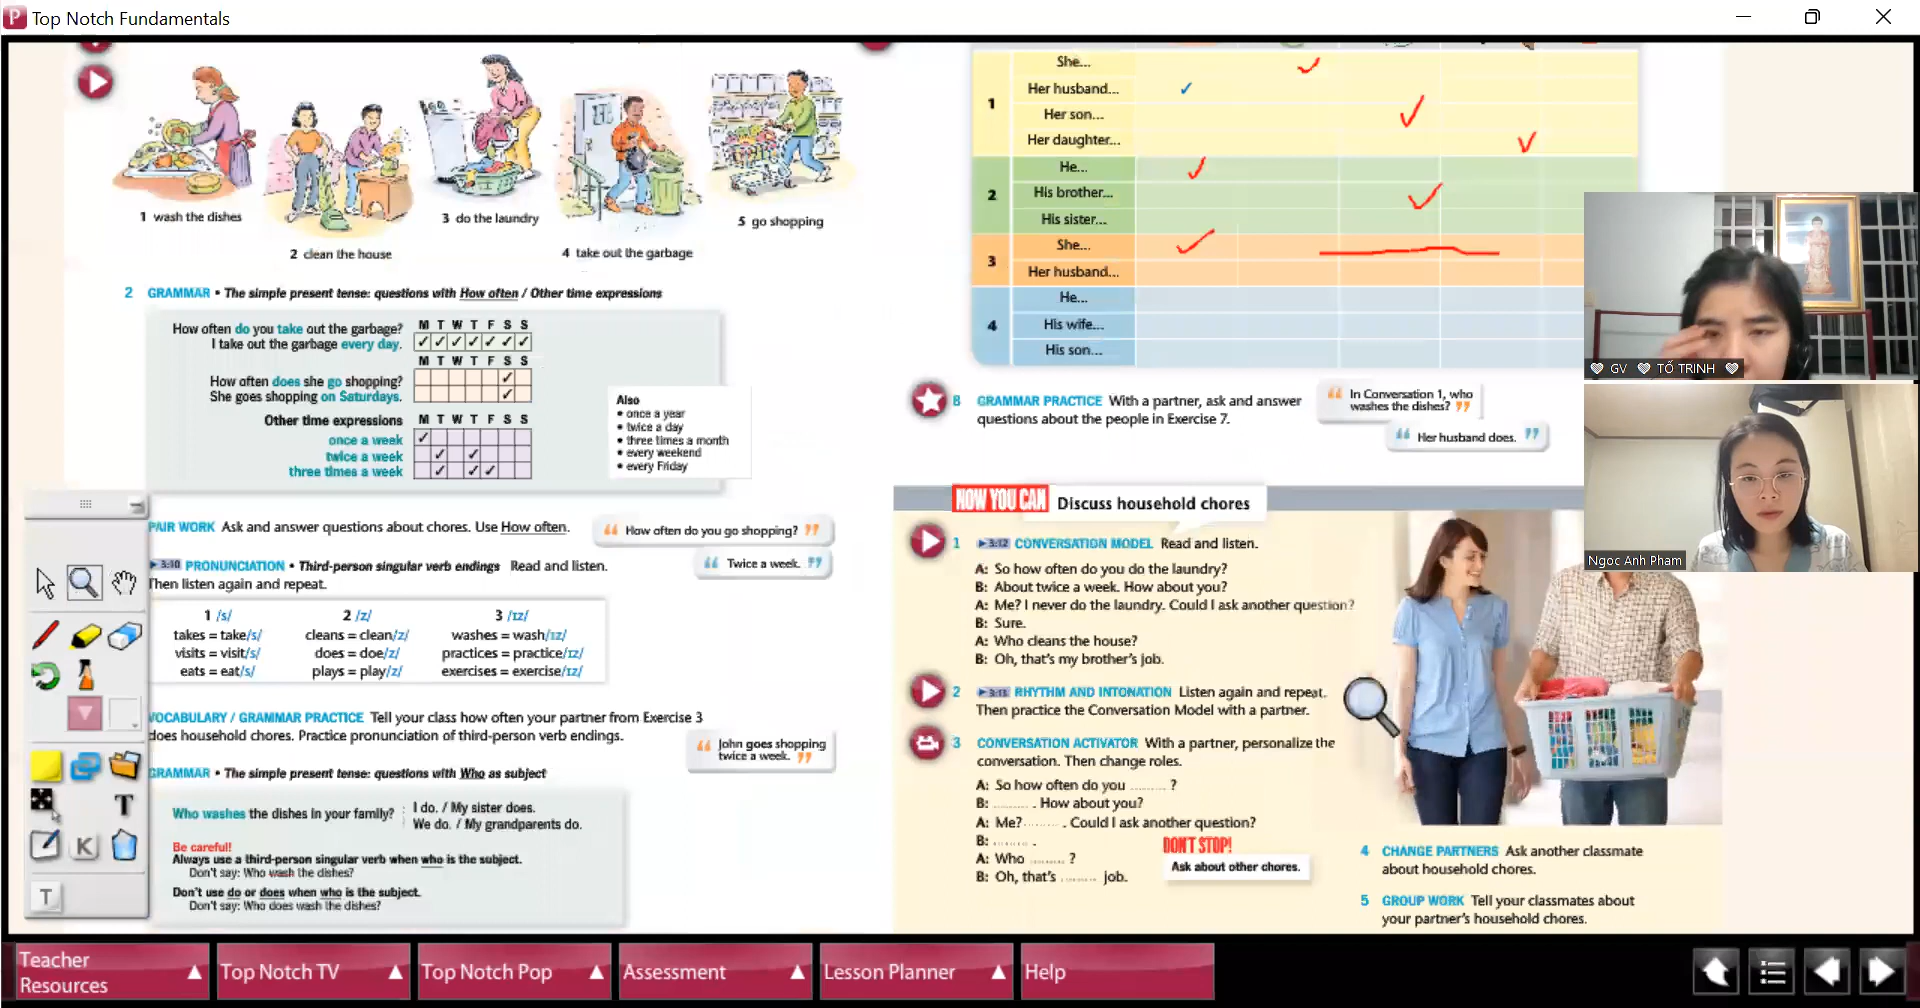 Top Notch Fundamentals
1 wash the dishes
2 clean the house
3 do the laundry
4 take out the garbage
5 go shopping
2 GRAMMAR • The simple present tense: questions with How often / Other time expressions
How often do you take out the garbage?
I take out the garbage every day.
M T W T F S S
M T W T F S S
How often does she go shopping?
She goes shopping on Saturdays.
Other time expressions M T W T F S S
once a week
twice a week
three times a week
Also
• once a year
• twice a day
• three times a month
• every weekend
• every Friday
PAIR WORK Ask and answer questions about chores. Use How often.
How often do you go shopping?
Twice a week.
3:10 PRONUNCIATION • Third-person singular verb endings Read and listen.
Then listen again and repeat.
1 /s/ 2 /z/ 3 /ɪz/
takes = take/s/ cleans = clean/z/ washes = wash/ɪz/
visits = visit/s/ does = doe/z/ practices = practice/ɪz/
eats = eat/s/ plays = play/z/ exercises = exercise/ɪz/
VOCABULARY / GRAMMAR PRACTICE Tell your class how often your partner from Exercise 3
does household chores. Practice pronunciation of third-person verb endings.
John goes shopping
twice a week.
GRAMMAR • The simple present tense: questions with Who as subject
Who washes the dishes in your family?
I do. / My sister does.
We do. / My grandparents do.
Be careful!
Always use a third-person singular verb when who is the subject.
Don't say: Who wash the dishes?
Don't use do or does when who is the subject.
Don't say: Who does wash the dishes?
T
K
T
1
She...
Her husband...
Her son...
Her daughter...
2
He...
His brother...
His sister...
3
She...
Her husband...
4
He...
His wife...
His son...
8 GRAMMAR PRACTICE With a partner, ask and answer
questions about the people in Exercise 7.
In Conversation 1, who
washes the dishes?
Her husband does.
NOW YOU CAN Discuss household chores
1 3:12 CONVERSATION MODEL Read and listen.
A: So how often do you do the laundry?
B: About twice a week. How about you?
A: Me? I never do the laundry. Could I ask another question?
B: Sure.
A: Who cleans the house?
B: Oh, that's my brother's job.
2 3:13 RHYTHM AND INTONATION Listen again and repeat.
Then practice the Conversation Model with a partner.
3 CONVERSATION ACTIVATOR With a partner, personalize the
conversation. Then change roles.
A: So how often do you ........ ?
B: ........ . How about you?
A: Me? ........ . Could I ask another question?
B: ........ .
A: Who ........ ?
B: Oh, that's ........ job.
DON'T STOP!
Ask about other chores.
4 CHANGE PARTNERS Ask another classmate
about household chores.
5 GROUP WORK Tell your classmates about
your partner's household chores.
GV TỐ TRINH
Ngoc Anh Pham
Teacher
Resources
Top Notch TV
Top Notch Pop
Assessment
Lesson Planner
Help